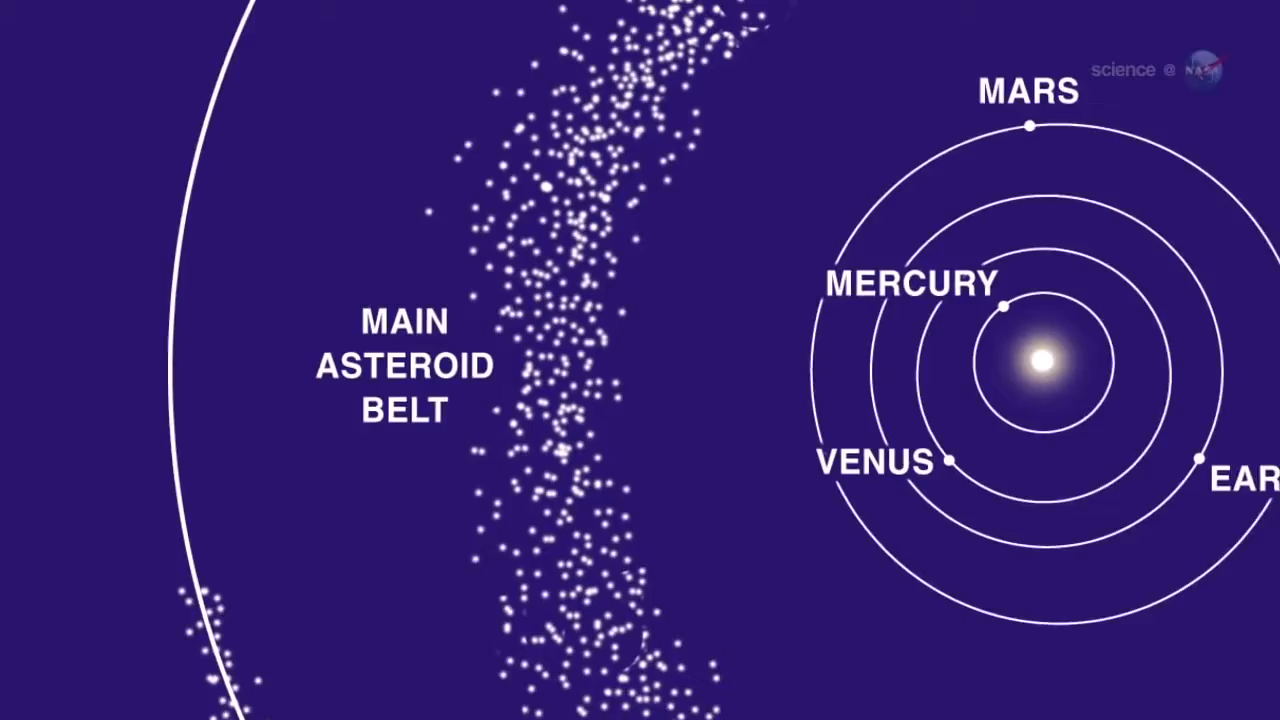 science @ NASA
MARS
MERCURY
MAIN
ASTEROID
BELT
VENUS
EAR